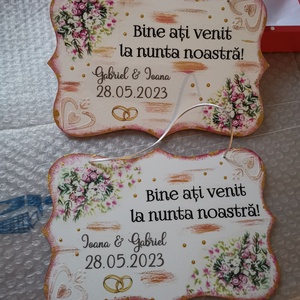 Bine ați venit
la nunta noastră!
Gabriel & Ioana
28.05.2023
Bine ați venit
la nunta noastră!
Ioana & Gabriel
28.05.2023